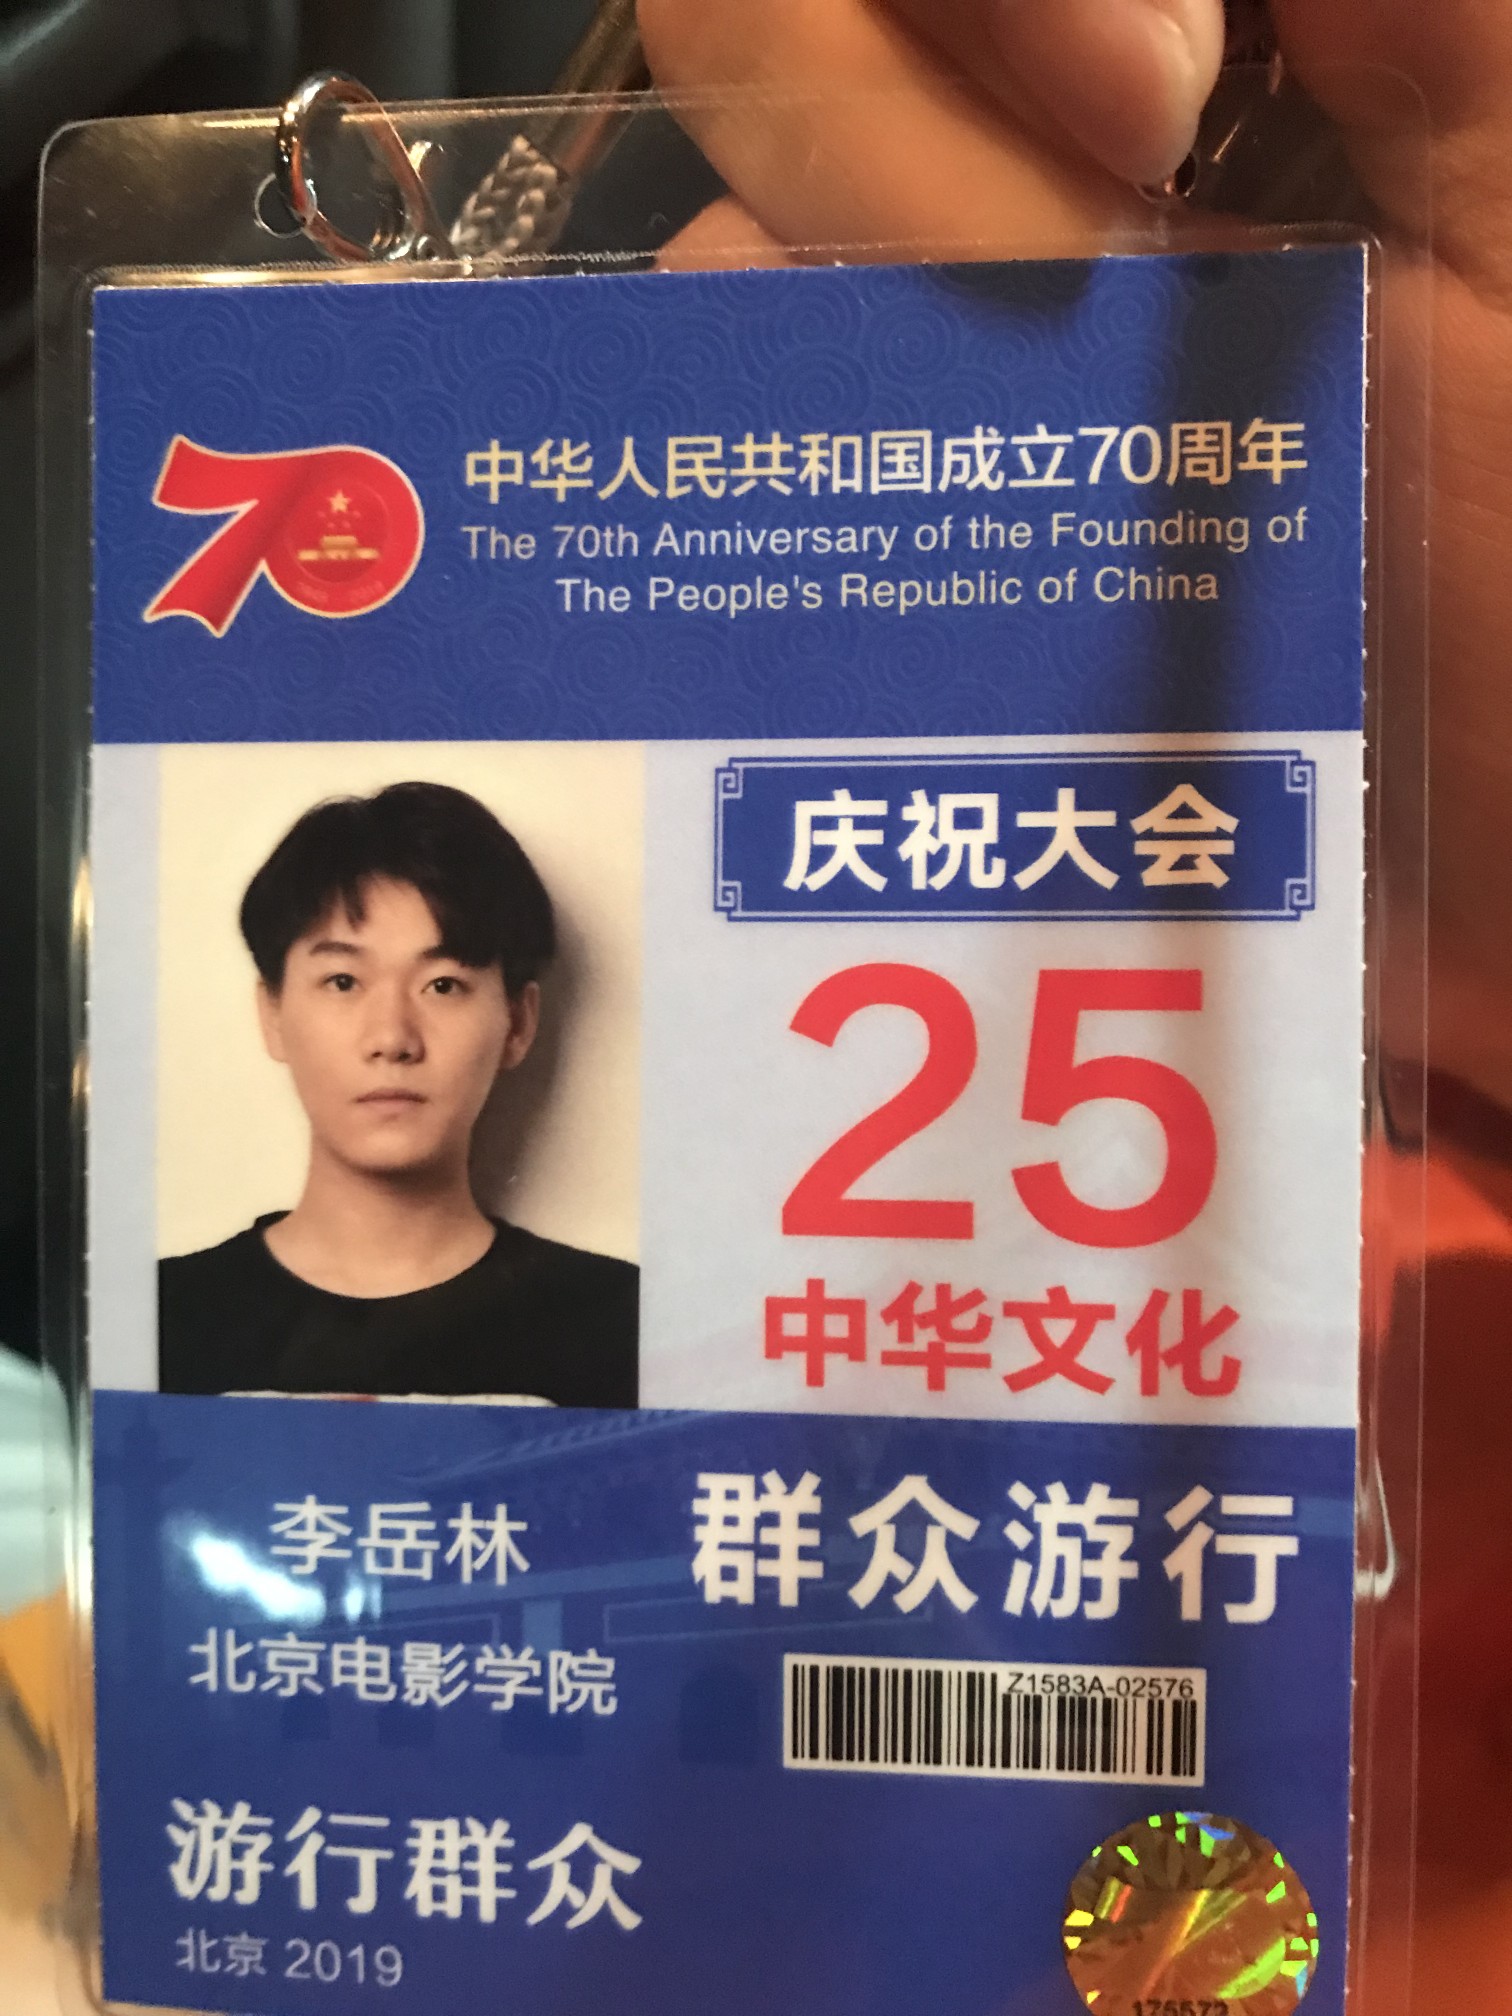 70
中华人民共和国成立70周年
The 70th Anniversary of the Founding of
The People's Republic of China
庆祝大会
25
中华文化
李岳林
群众游行
北京电影学院
Z1583A-02576
游行群众
北京 2019